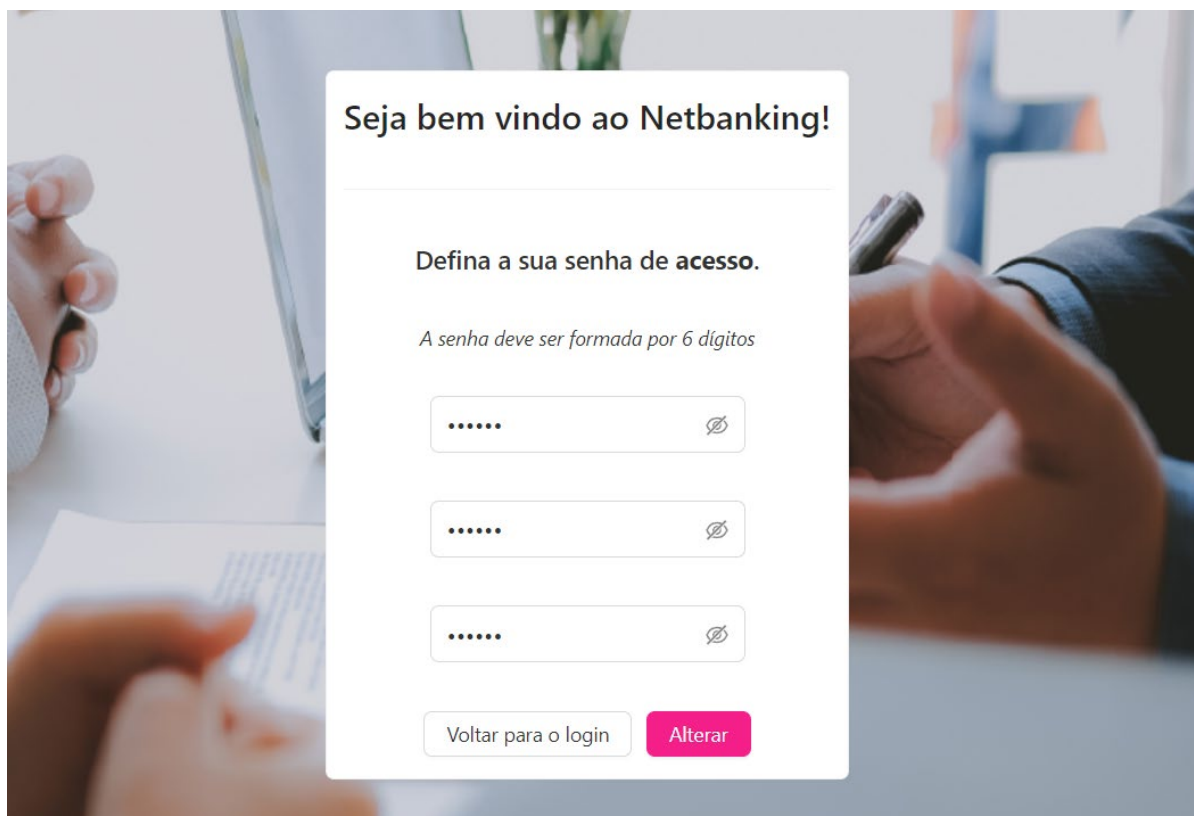 Seja bem vindo ao Netbanking!
Defina a sua senha de acesso.
A senha deve ser formada por 6 dígitos
••••••
••••••
••••••
Voltar para o login
Alterar